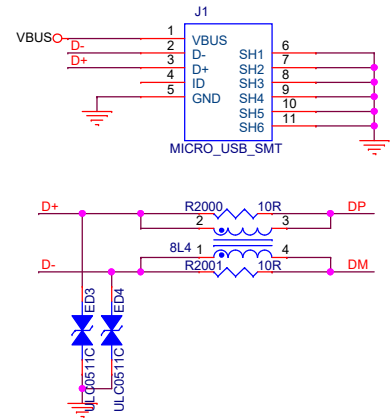 J1
VBUS 1 VBUS
D- 2 D- SH1 6
D+ 3 D+ SH2 7
4 ID SH3 8
5 GND SH4 9
SH5 10
SH6 11
MICRO_USB_SMT
D+ R2000 10R DP
2 3
8L4 1 4
D- R2001 10R DM
ED3
ULC0511C
ED4
ULC0511C